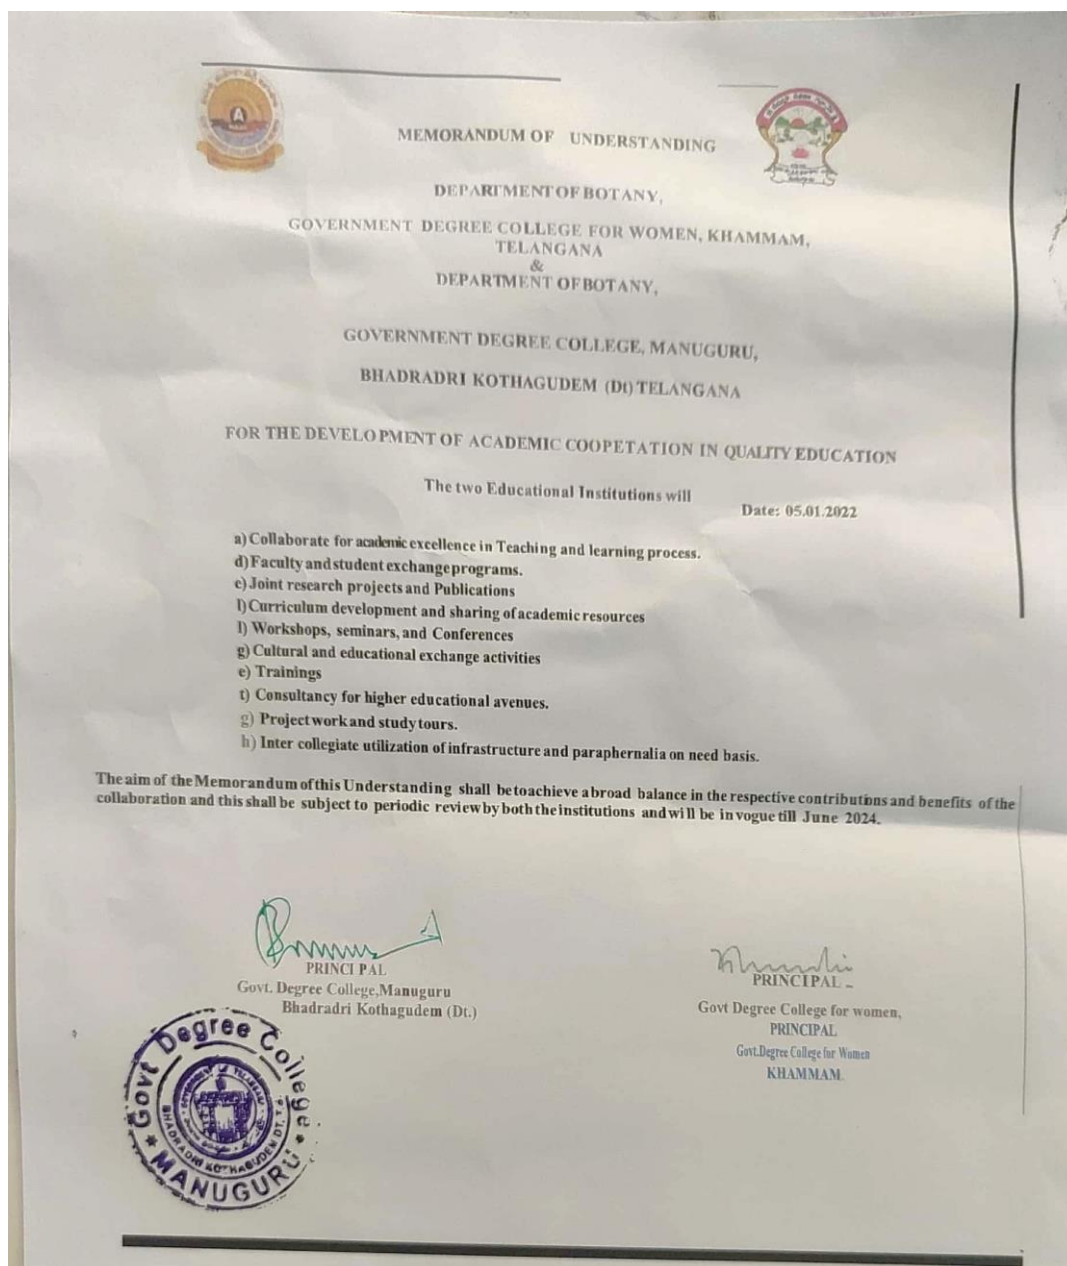 A
MEMORANDUM OF UNDERSTANDING
DEPARTMENT OF BOTANY,
GOVERNMENT DEGREE COLLEGE FOR WOMEN, KHAMMAM,
TELANGANA
&
DEPARTMENT OF BOTANY,
GOVERNMENT DEGREE COLLEGE, MANUGURU,
BHADRADRI KOTHAGUDEM (Dt) TELANGANA
FOR THE DEVELOPMENT OF ACADEMIC COOPETATION IN QUALITY EDUCATION
The two Educational Institutions will
Date: 05.01.2022
a) Collaborate for academic excellence in Teaching and learning process.
d) Faculty and student exchange programs.
c) Joint research projects and Publications
l) Curriculum development and sharing of academic resources
l) Workshops, seminars, and Conferences
g) Cultural and educational exchange activities
e) Trainings
t) Consultancy for higher educational avenues.
g) Project work and study tours.
h) Inter collegiate utilization of infrastructure and paraphernalia on need basis.
The aim of the Memorandum of this Understanding shall be to achieve a broad balance in the respective contributions and benefits of the
collaboration and this shall be subject to periodic review by both the institutions and will be in vogue till June 2024.
PRINCIPAL
Govt. Degree College, Manuguru
Bhadradri Kothagudem (Dt.)
PRINCIPAL
Govt Degree College for women,
PRINCIPAL
Govt.Degree College for Women
KHAMMAM.
Govt Degree College
MANUGURU
BHADRADRI KOTHAGUDEM DT.